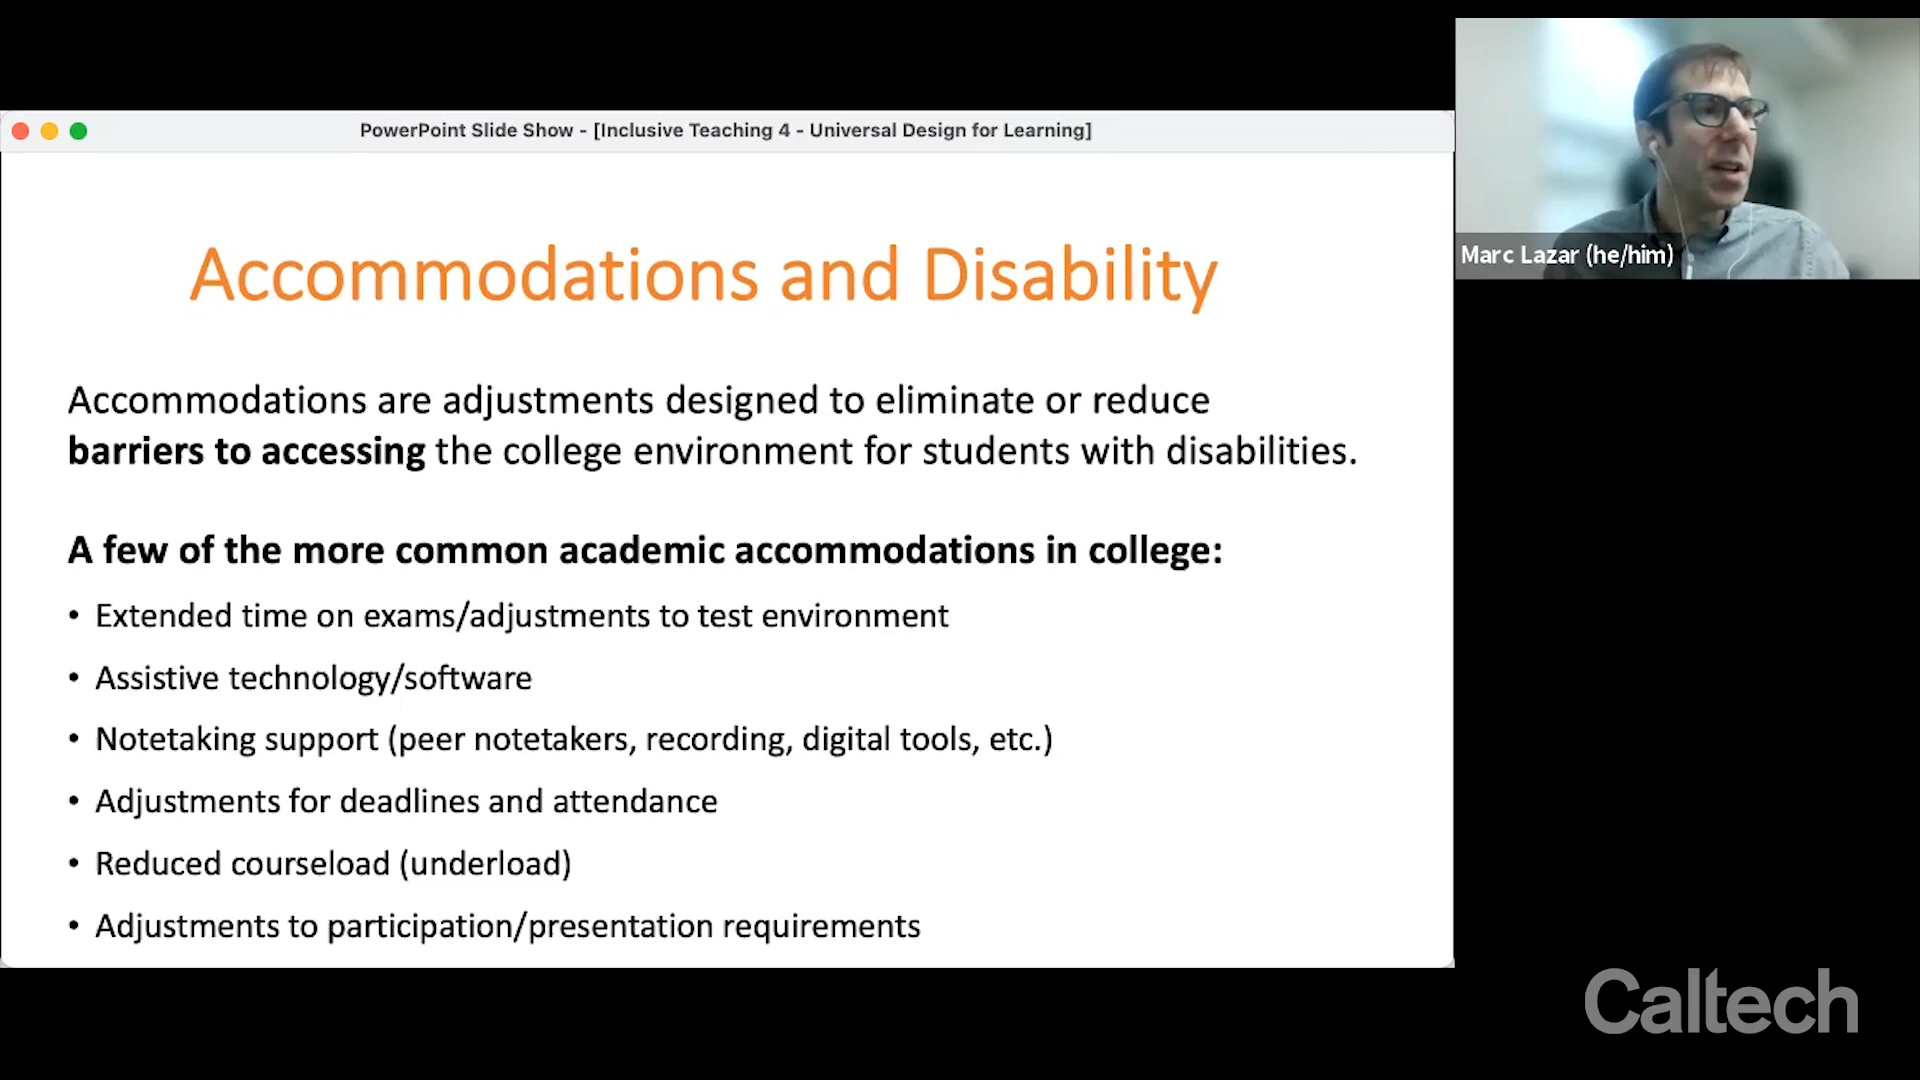 PowerPoint Slide Show - [Inclusive Teaching 4 - Universal Design for Learning]
Marc Lazar (he/him)
Accommodations and Disability
Accommodations are adjustments designed to eliminate or reduce
barriers to accessing the college environment for students with disabilities.
A few of the more common academic accommodations in college:
• Extended time on exams/adjustments to test environment
• Assistive technology/software
• Notetaking support (peer notetakers, recording, digital tools, etc.)
• Adjustments for deadlines and attendance
• Reduced courseload (underload)
• Adjustments to participation/presentation requirements
Caltech